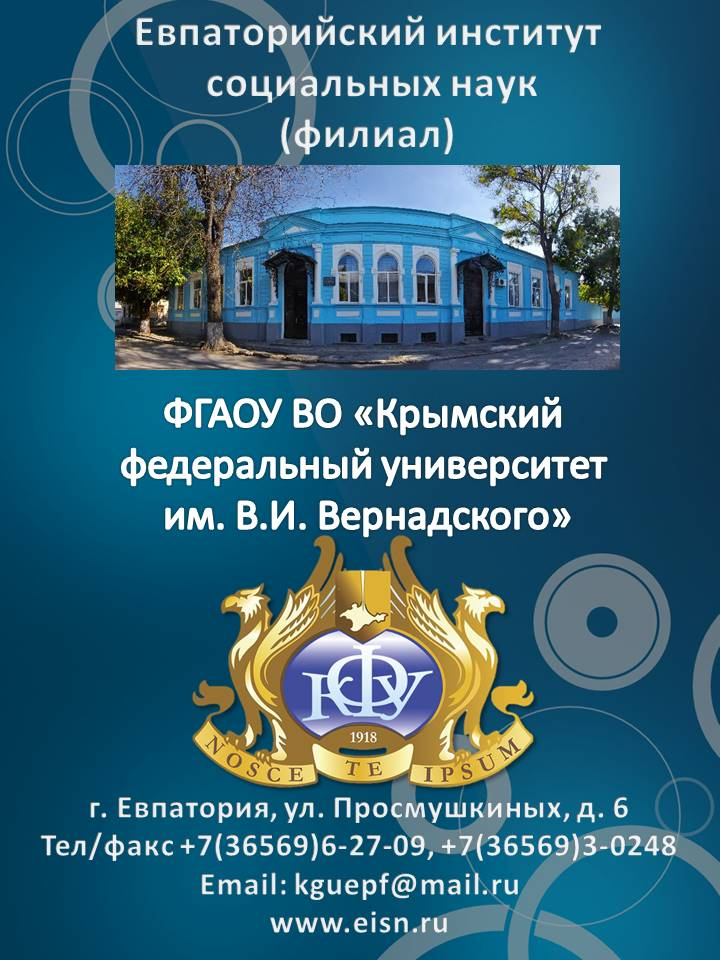 Евпаторийский институт
социальных наук
(филиал)
ФГАОУ ВО «Крымский
федеральный университет
им. В.И. Вернадского»
КФУ
1918
NOSCE TE IPSUM
г. Евпатория, ул. Просмушкиных, д. 6
Тел/факс +7(36569)6-27-09, +7(36569)3-0248
Email: kguepf@mail.ru
www.eisn.ru